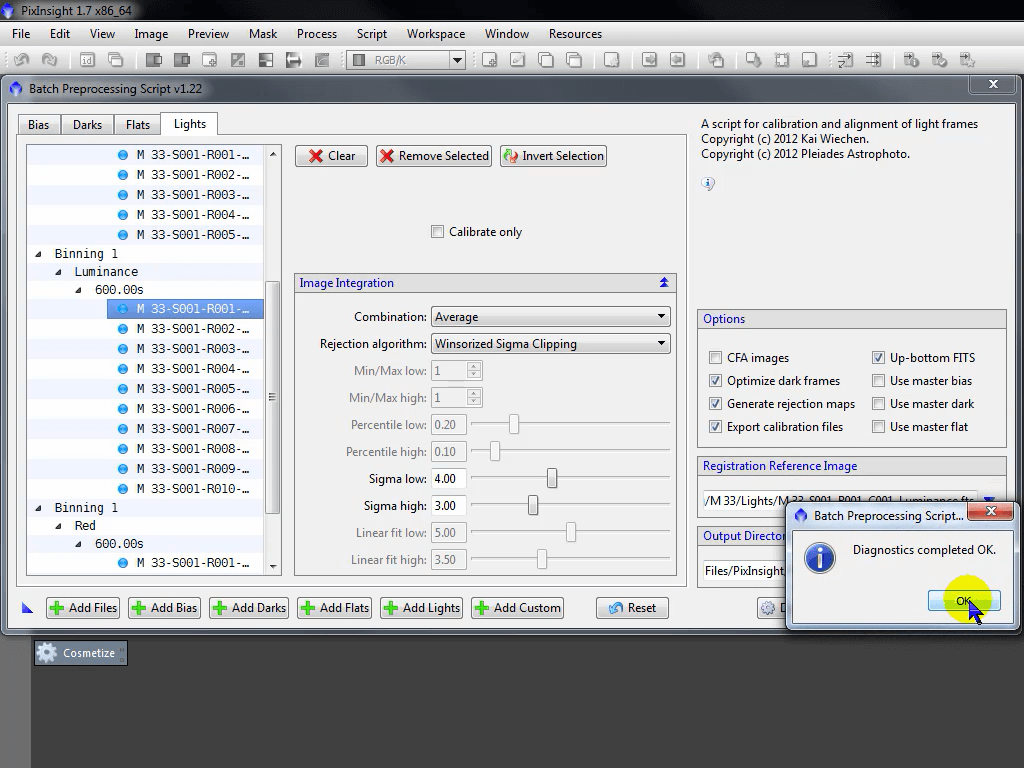 PixInsight 1.7 x86_64
File Edit View Image Preview Mask Process Script Workspace Window Resources
RGB/K
Batch Preprocessing Script v1.22
Bias Darks Flats Lights
M 33-S001-R001-…
M 33-S001-R002-…
M 33-S001-R003-…
M 33-S001-R004-…
M 33-S001-R005-…
Binning 1
Luminance
600.00s
M 33-S001-R001-…
M 33-S001-R002-…
M 33-S001-R003-…
M 33-S001-R004-…
M 33-S001-R005-…
M 33-S001-R006-…
M 33-S001-R007-…
M 33-S001-R008-…
M 33-S001-R009-…
M 33-S001-R010-…
Binning 1
Red
600.00s
M 33-S001-R001-…
Clear Remove Selected Invert Selection
Calibrate only
Image Integration
Combination: Average
Rejection algorithm: Winsorized Sigma Clipping
Min/Max low: 1
Min/Max high: 1
Percentile low: 0.20
Percentile high: 0.10
Sigma low: 4.00
Sigma high: 3.00
Linear fit low: 5.00
Linear fit high: 3.50
A script for calibration and alignment of light frames
Copyright (c) 2012 Kai Wiechen.
Copyright (c) 2012 Pleiades Astrophoto.
Options
CFA images Up-bottom FITS
Optimize dark frames Use master bias
Generate rejection maps Use master dark
Export calibration files Use master flat
Registration Reference Image
/M 33/Lights/M 33-S001-R001-C001-Luminance.fts
Output Director
Files/PixInsight
Batch Preprocessing Script...
Diagnostics completed OK.
OK
Add Files Add Bias Add Darks Add Flats Add Lights Add Custom Reset D
Cosmetize